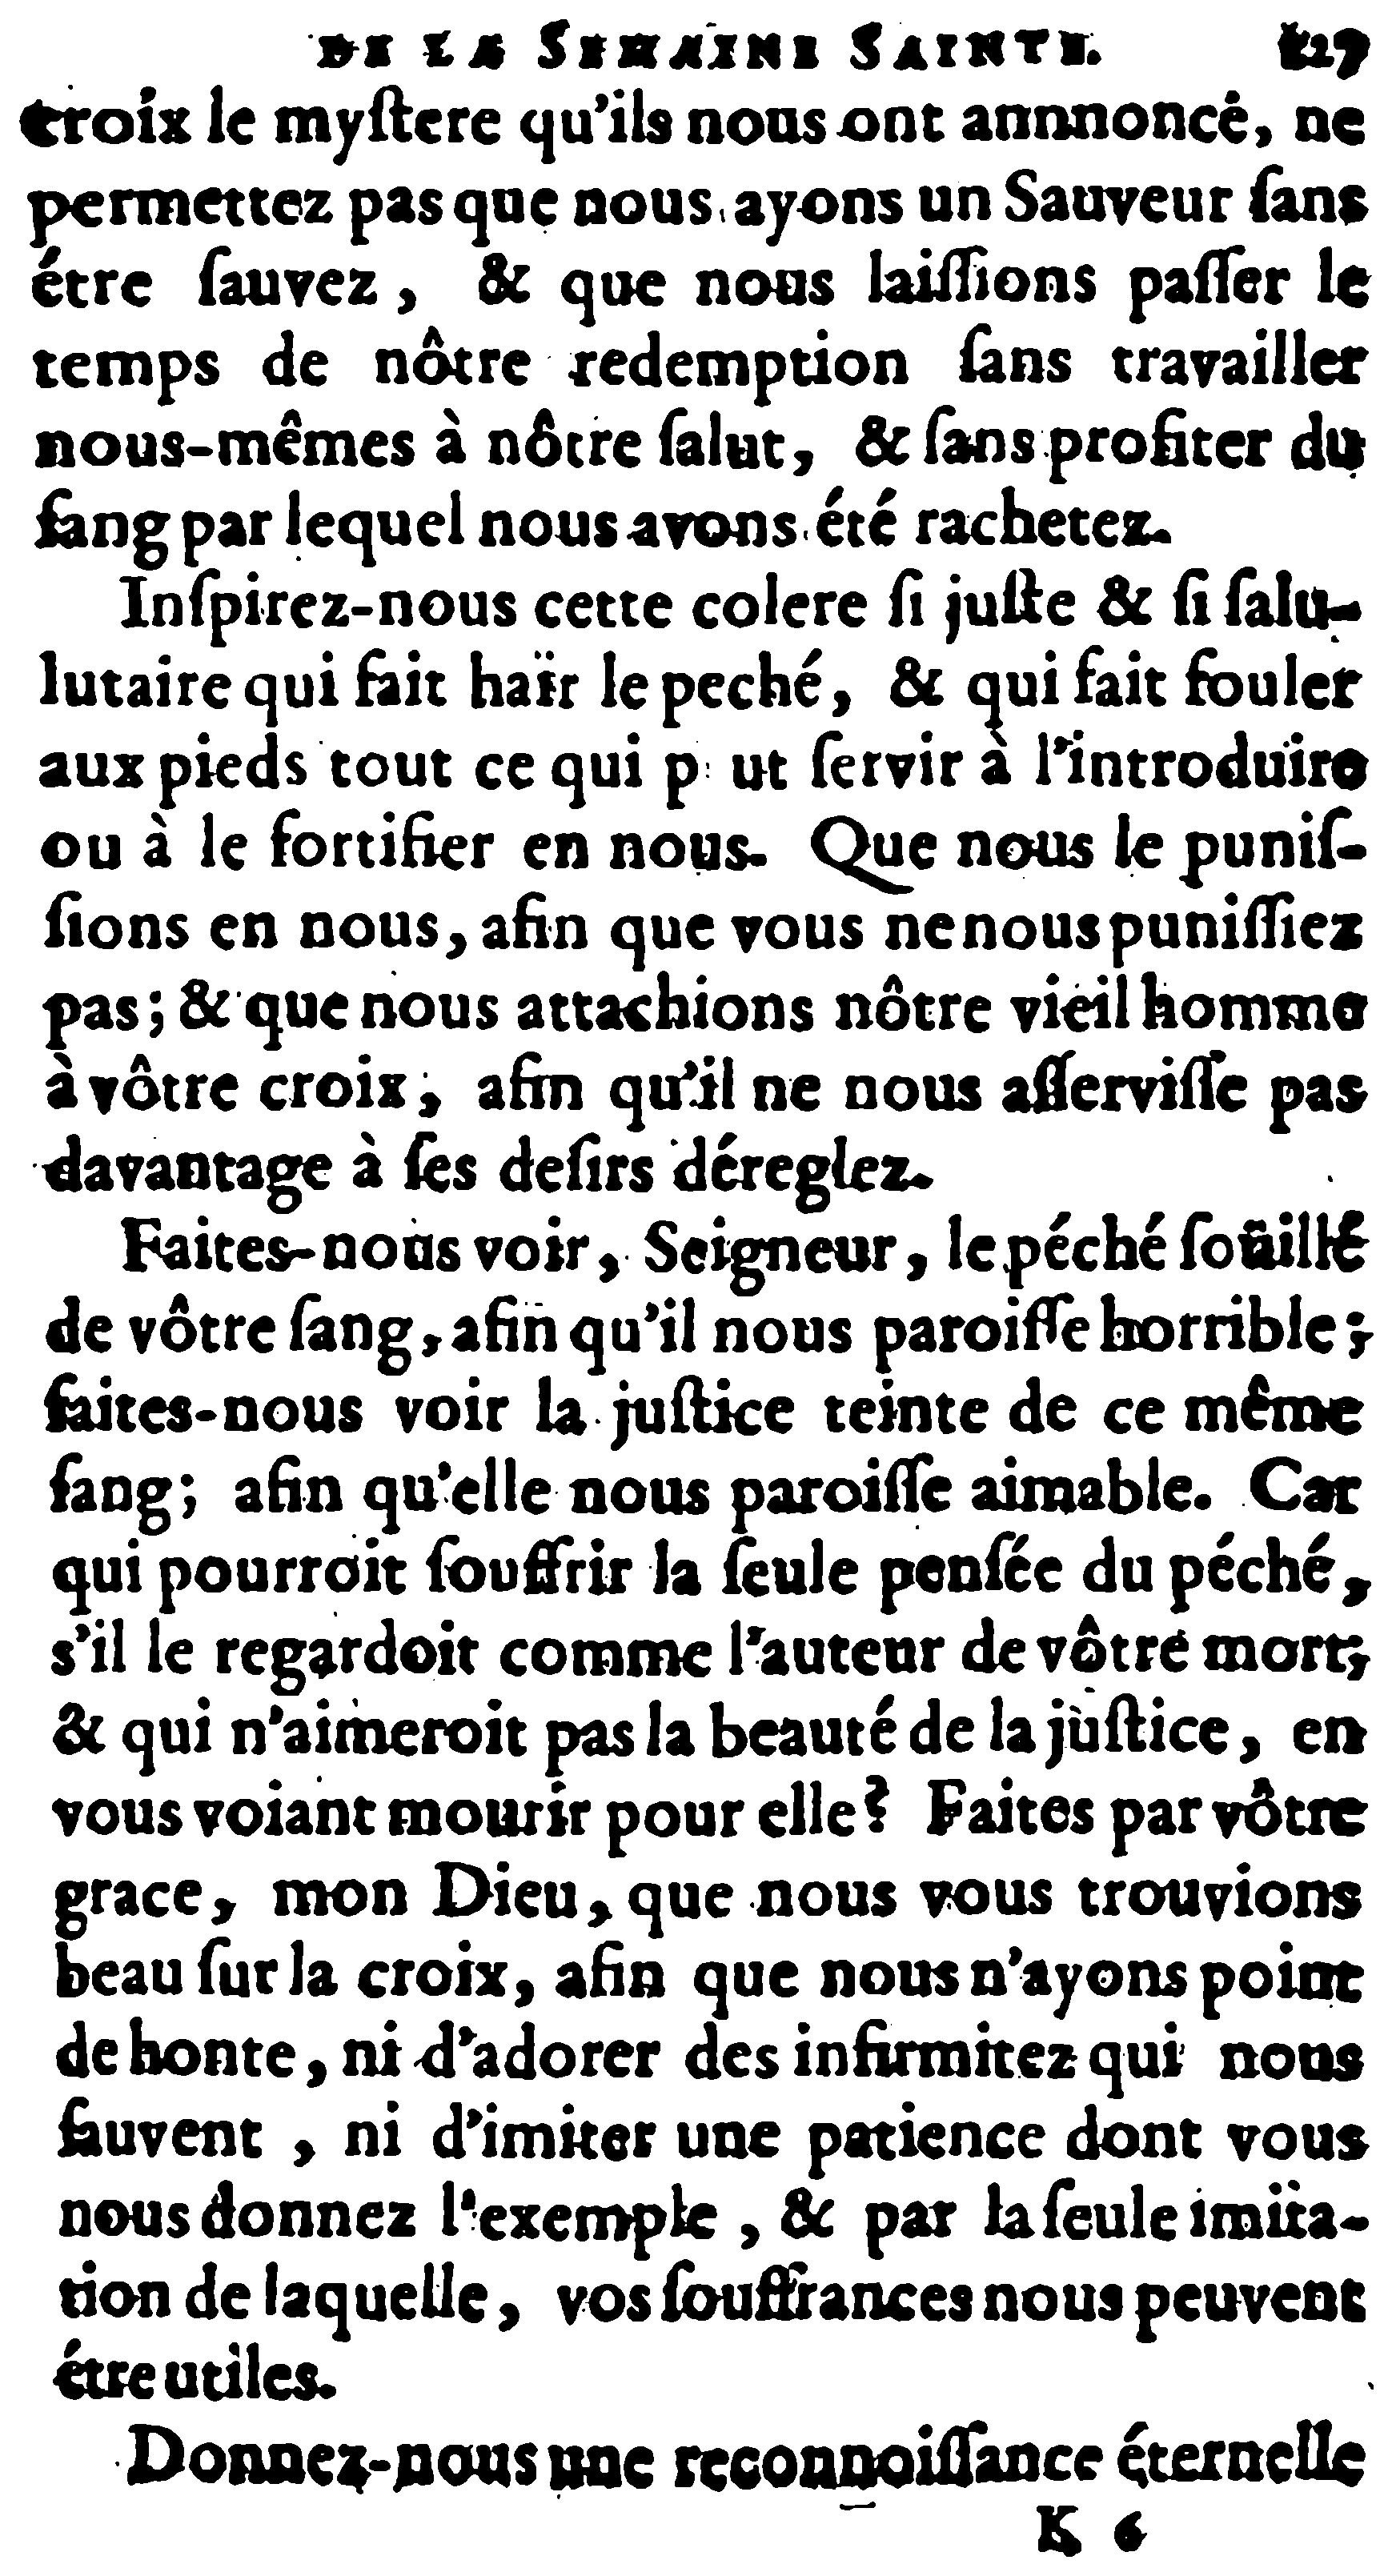 DE LA SEMAINE SAINTE. 227
croix le myſtere qu'ils nous ont annnoncé, ne
permettez pas que nous ayons un Sauveur ſans
étre ſauvez, & que nous laiſſions paſſer le
temps de nôtre redemption ſans travailler
nous-mêmes à nôtre ſalut, & ſans profiter du
ſang par lequel nous avons été rachetez.
Inſpirez-nous cette colere ſi juſte & ſi ſalu-
lutaire qui fait haïr le peché, & qui fait fouler
aux pieds tout ce qui p ut ſervir à l'introduire
ou à le fortifier en nous. Que nous le puniſ-
ſions en nous, afin que vous ne nous puniſſiez
pas; & que nous attachions nôtre vieil homme
à vôtre croix, afin qu'il ne nous aſſerviſſe pas
davantage à ſes deſirs déreglez.
Faites-nous voir, Seigneur, le péché ſoüillé
de vôtre ſang, afin qu'il nous paroiſſe horrible;
faites-nous voir la juſtice teinte de ce même
ſang; afin qu'elle nous paroiſſe aimable. Car
qui pourroit ſouffrir la ſeule penſée du péché,
s'il le regardoit comme l'auteur de vôtre mort;
& qui n'aimeroit pas la beauté de la juſtice, en
vous voiant mourir pour elle? Faites par vôtre
grace, mon Dieu, que nous vous trouvions
beau ſur la croix, afin que nous n'ayons point
de honte, ni d'adorer des infirmitez qui nous
ſauvent, ni d'imiter une patience dont vous
nous donnez l'exemple, & par la ſeule imita-
tion de laquelle, vos ſouffrances nous peuvent
étre utiles.
Donnez-nous une reconnoiſſance éternelle
K 6